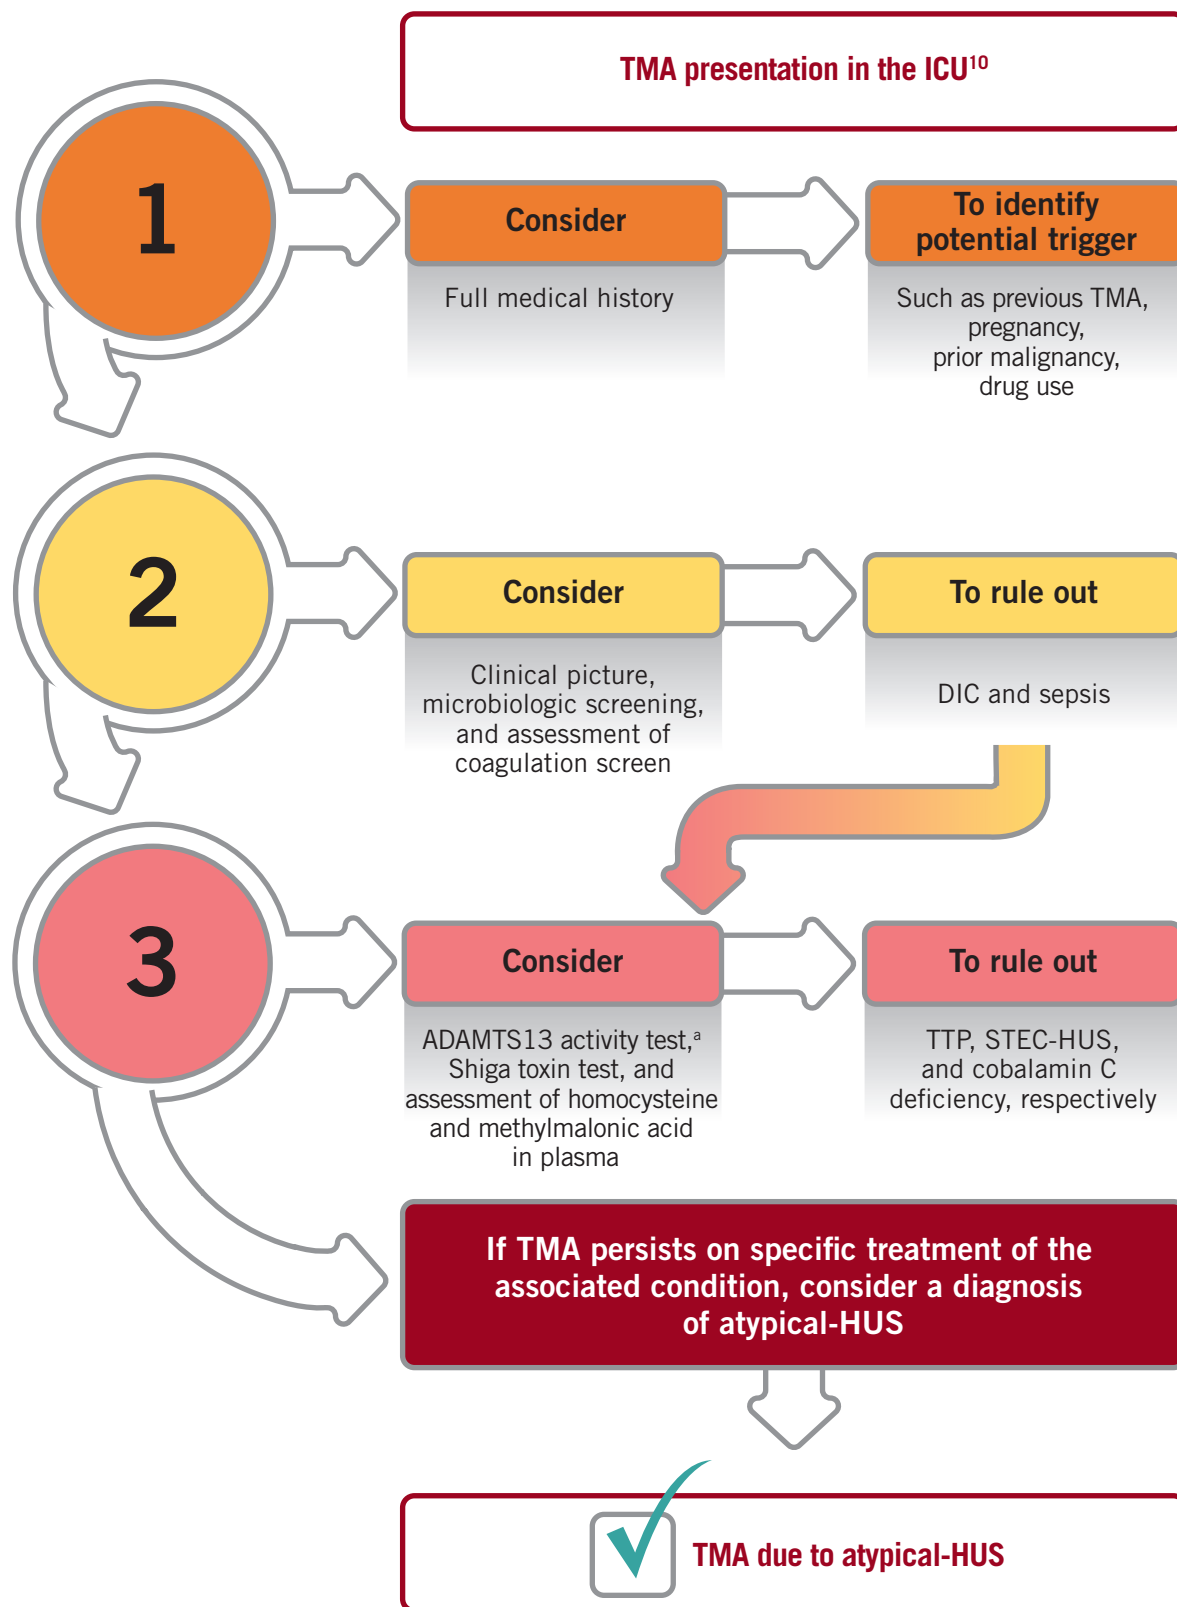 TMA presentation in the ICU¹⁰
1
Consider
Full medical history
To identify
potential trigger
Such as previous TMA,
pregnancy,
prior malignancy,
drug use
2
Consider
Clinical picture,
microbiologic screening,
and assessment of
coagulation screen
To rule out
DIC and sepsis
3
Consider
ADAMTS13 activity test,ᵃ
Shiga toxin test, and
assessment of homocysteine
and methylmalonic acid
in plasma
To rule out
TTP, STEC-HUS,
and cobalamin C
deficiency, respectively
If TMA persists on specific treatment of the
associated condition, consider a diagnosis
of atypical-HUS
TMA due to atypical-HUS